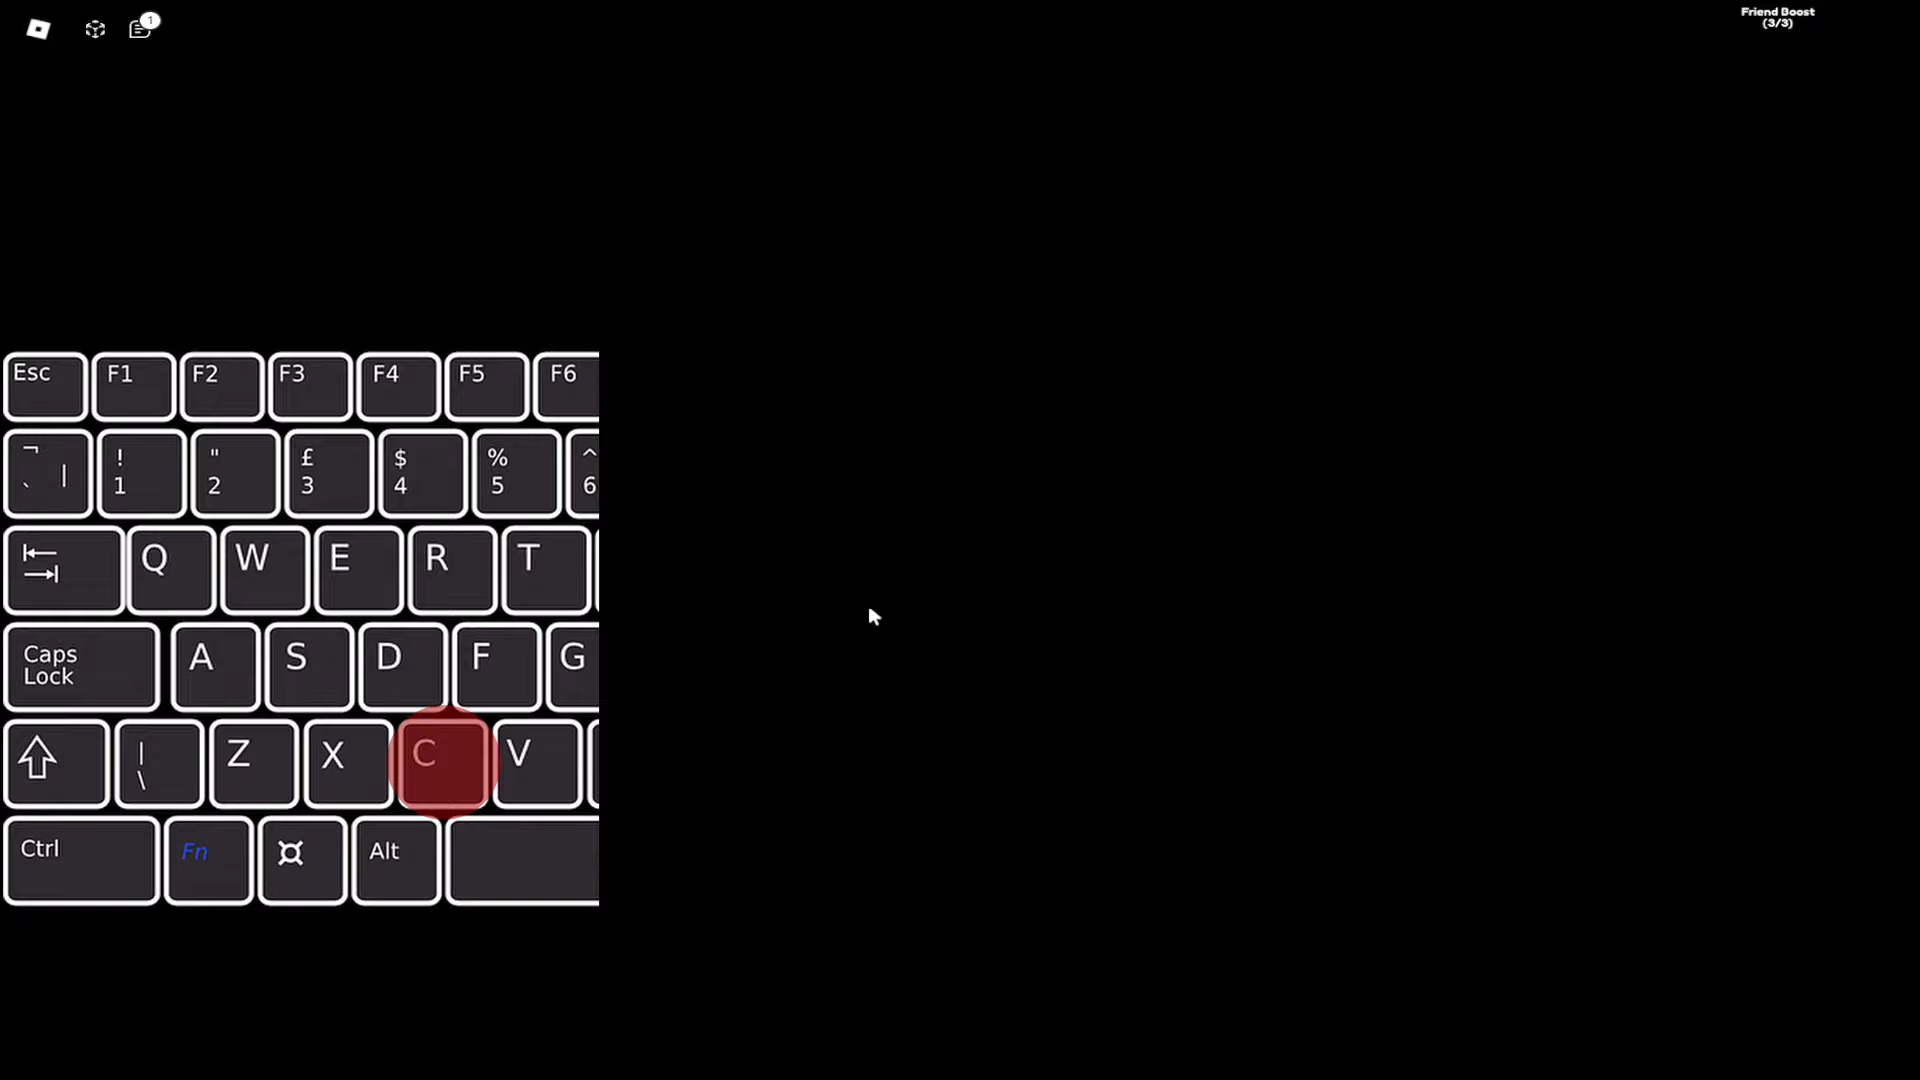 1
Friend Boost
(3/3)
Esc F1 F2 F3 F4 F5 F6
¬ ! " £ $ % ^
` | 1 2 3 4 5 6
Q W E R T
Caps
Lock A S D F G
| \ Z X C V
Ctrl Fn Alt